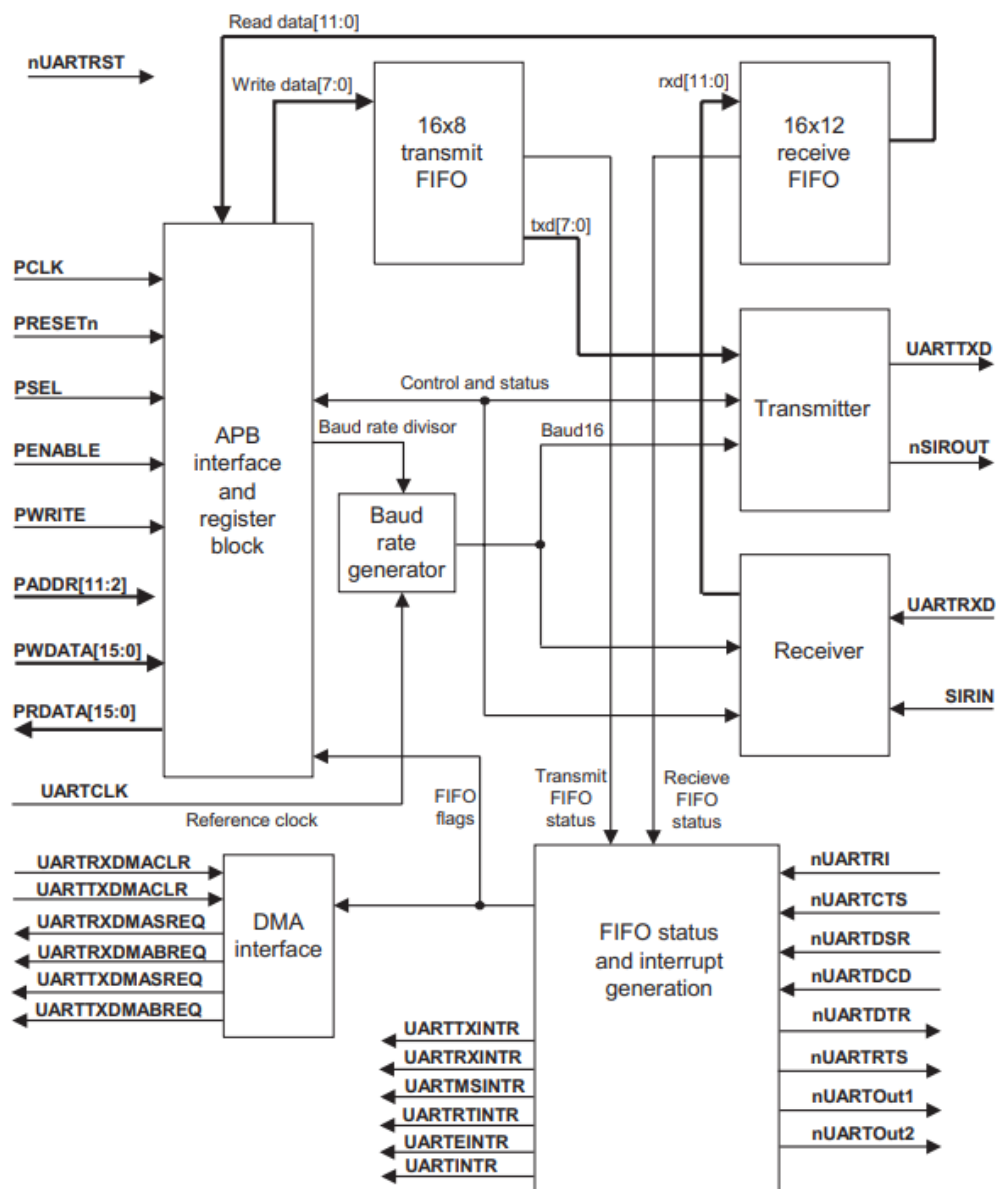 Read data[11:0]
nUARTRST
Write data[7:0]
rxd[11:0]
16x8
transmit
FIFO
16x12
receive
FIFO
txd[7:0]
PCLK
PRESETn
PSEL
PENABLE
PWRITE
PADDR[11:2]
PWDATA[15:0]
PRDATA[15:0]
APB
interface
and
register
block
Control and status
Baud rate divisor
Baud16
Baud
rate
generator
Transmitter
UARTTXD
nSIROUT
Receiver
UARTRXD
SIRIN
UARTCLK
Reference clock
FIFO
flags
Transmit
FIFO
status
Recieve
FIFO
status
UARTRXDMACLR
UARTTXDMACLR
UARTRXDMASREQ
UARTRXDMABREQ
UARTTXDMASREQ
UARTTXDMABREQ
DMA
interface
FIFO status
and interrupt
generation
nUARTRI
nUARTCTS
nUARTDSR
nUARTDCD
nUARTDTR
nUARTRTS
nUARTOut1
nUARTOut2
UARTTXINTR
UARTRXINTR
UARTMSINTR
UARTRTINTR
UARTEINTR
UARTINTR